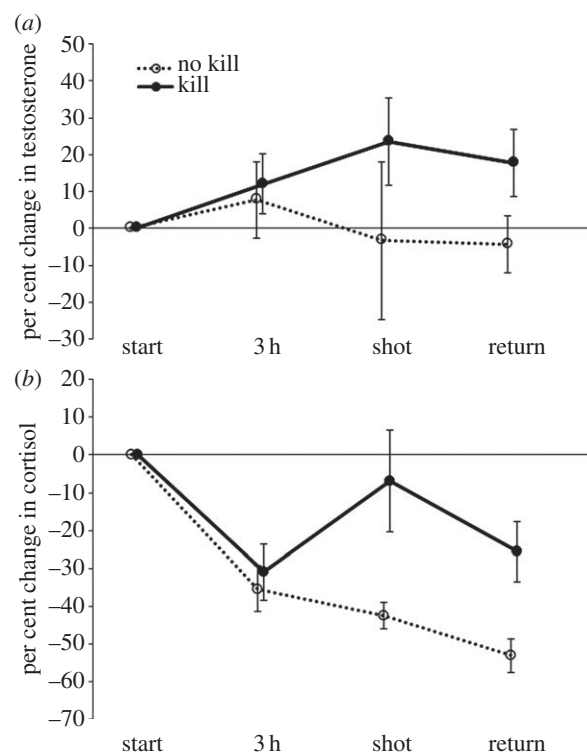 (a)
50
40
30
20
10
0
–10
–20
–30
per cent change in testosterone
no kill
kill
start 3 h shot return
(b)
20
10
0
–10
–20
–30
–40
–50
–60
–70
per cent change in cortisol
start 3 h shot return